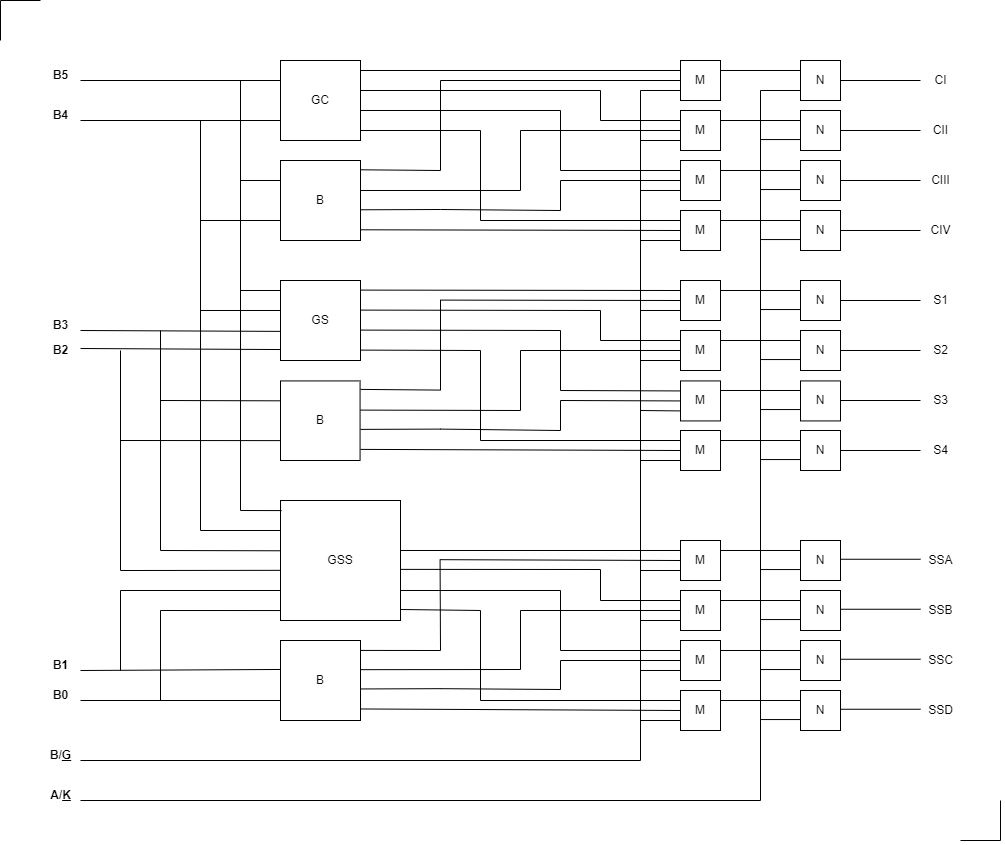 B5 GC M N CI
B4 M N CII
B M N CIII
M N CIV
GS M N S1
B3 M N S2
B2
B M N S3
M N S4
GSS M N SSA
M N SSB
B1 B M N SSC
B0 M N SSD
B/G
A/K